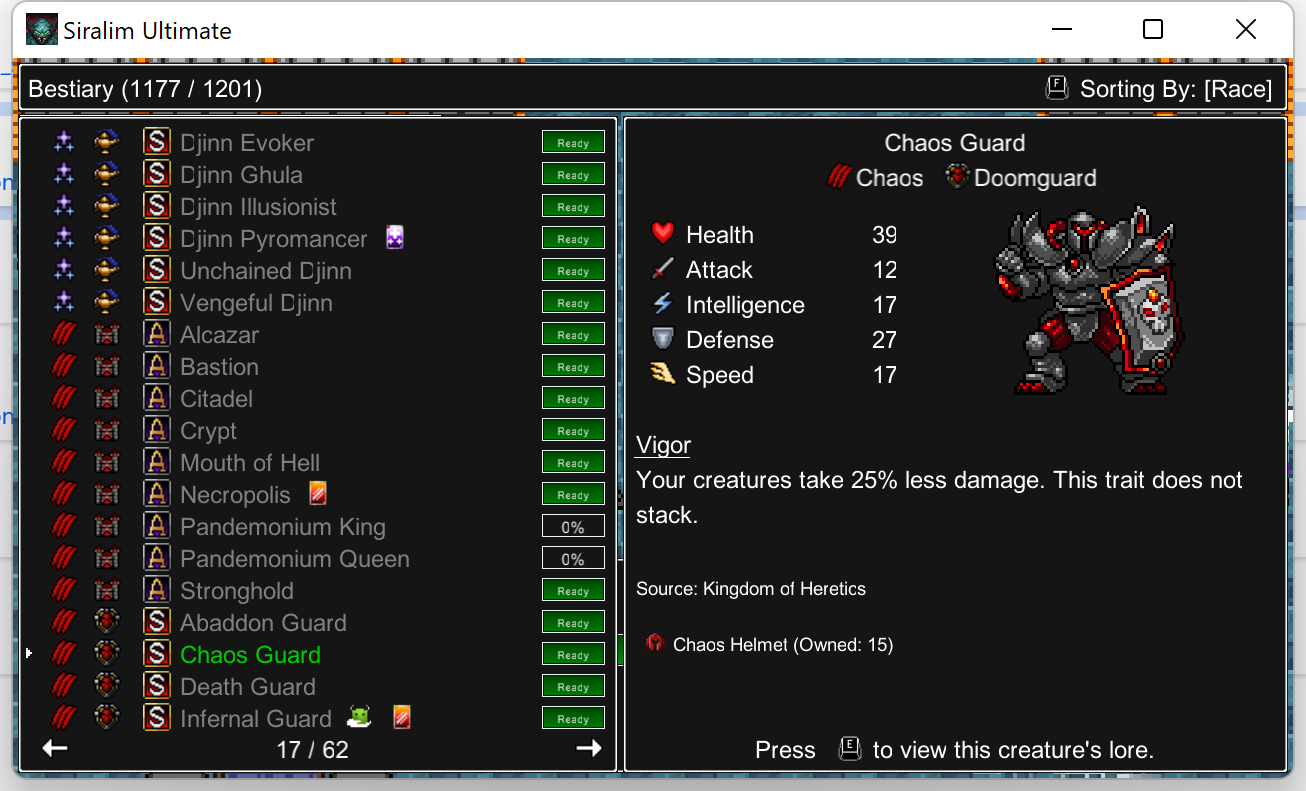 Siralim Ultimate
Bestiary (1177 / 1201)
F Sorting By: [Race]
S Djinn Evoker Ready
S Djinn Ghula Ready
S Djinn Illusionist Ready
S Djinn Pyromancer Ready
S Unchained Djinn Ready
S Vengeful Djinn Ready
A Alcazar Ready
A Bastion Ready
A Citadel Ready
A Crypt Ready
A Mouth of Hell Ready
A Necropolis Ready
A Pandemonium King 0%
A Pandemonium Queen 0%
A Stronghold Ready
S Abaddon Guard Ready
S Chaos Guard Ready
S Death Guard Ready
S Infernal Guard Ready
17 / 62
Chaos Guard
Chaos Doomguard
Health 39
Attack 12
Intelligence 17
Defense 27
Speed 17
Vigor
Your creatures take 25% less damage. This trait does not
stack.
Source: Kingdom of Heretics
Chaos Helmet (Owned: 15)
Press E to view this creature's lore.